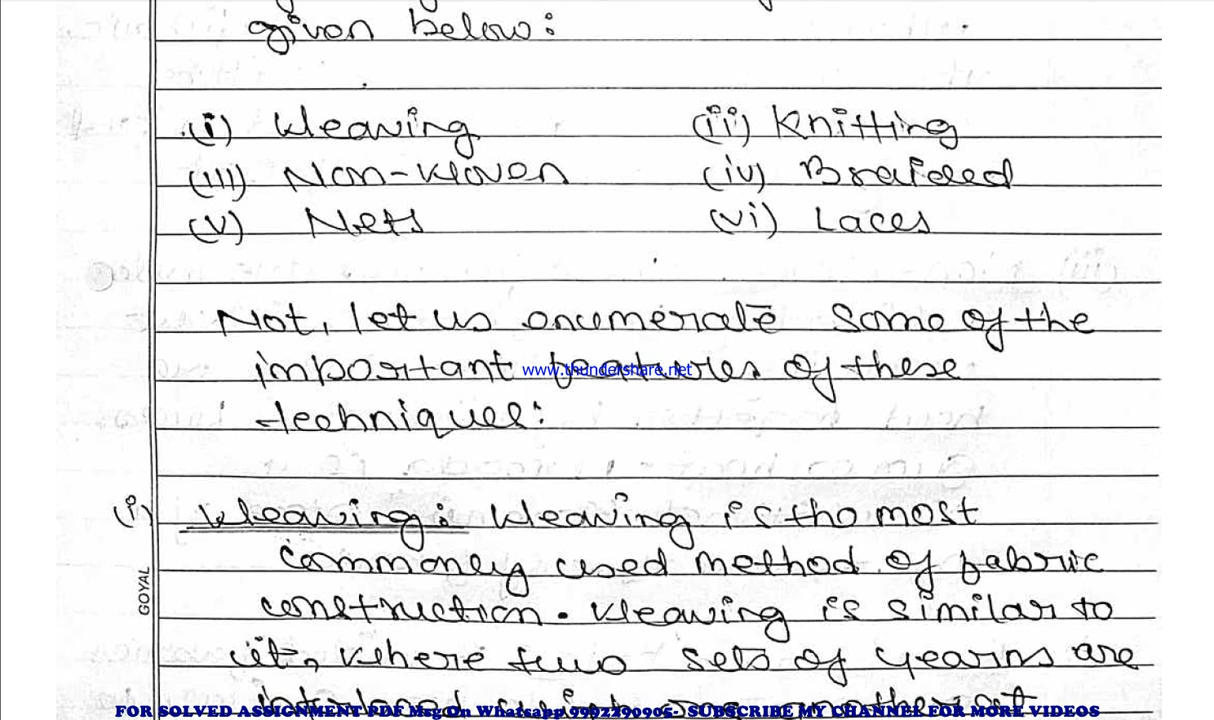 given below:
(i) Weaving (ii) Knitting
(iii) Non-Woven (iv) Braided
(v) Nets (vi) Laces
Not, let us enumerate some of the
important features of these
www.thundershare.net
techniques:
(i) Weaving: Weaving is the most
commonly used method of fabric
GOYAL
construction. Weaving is similar to
it, where two sets of yearns are
FOR SOLVED ASSIGNMENT PDF Msg On Whatsapp 9992290906- SUBSCRIBE MY CHANNEL FOR MORE VIDEOS